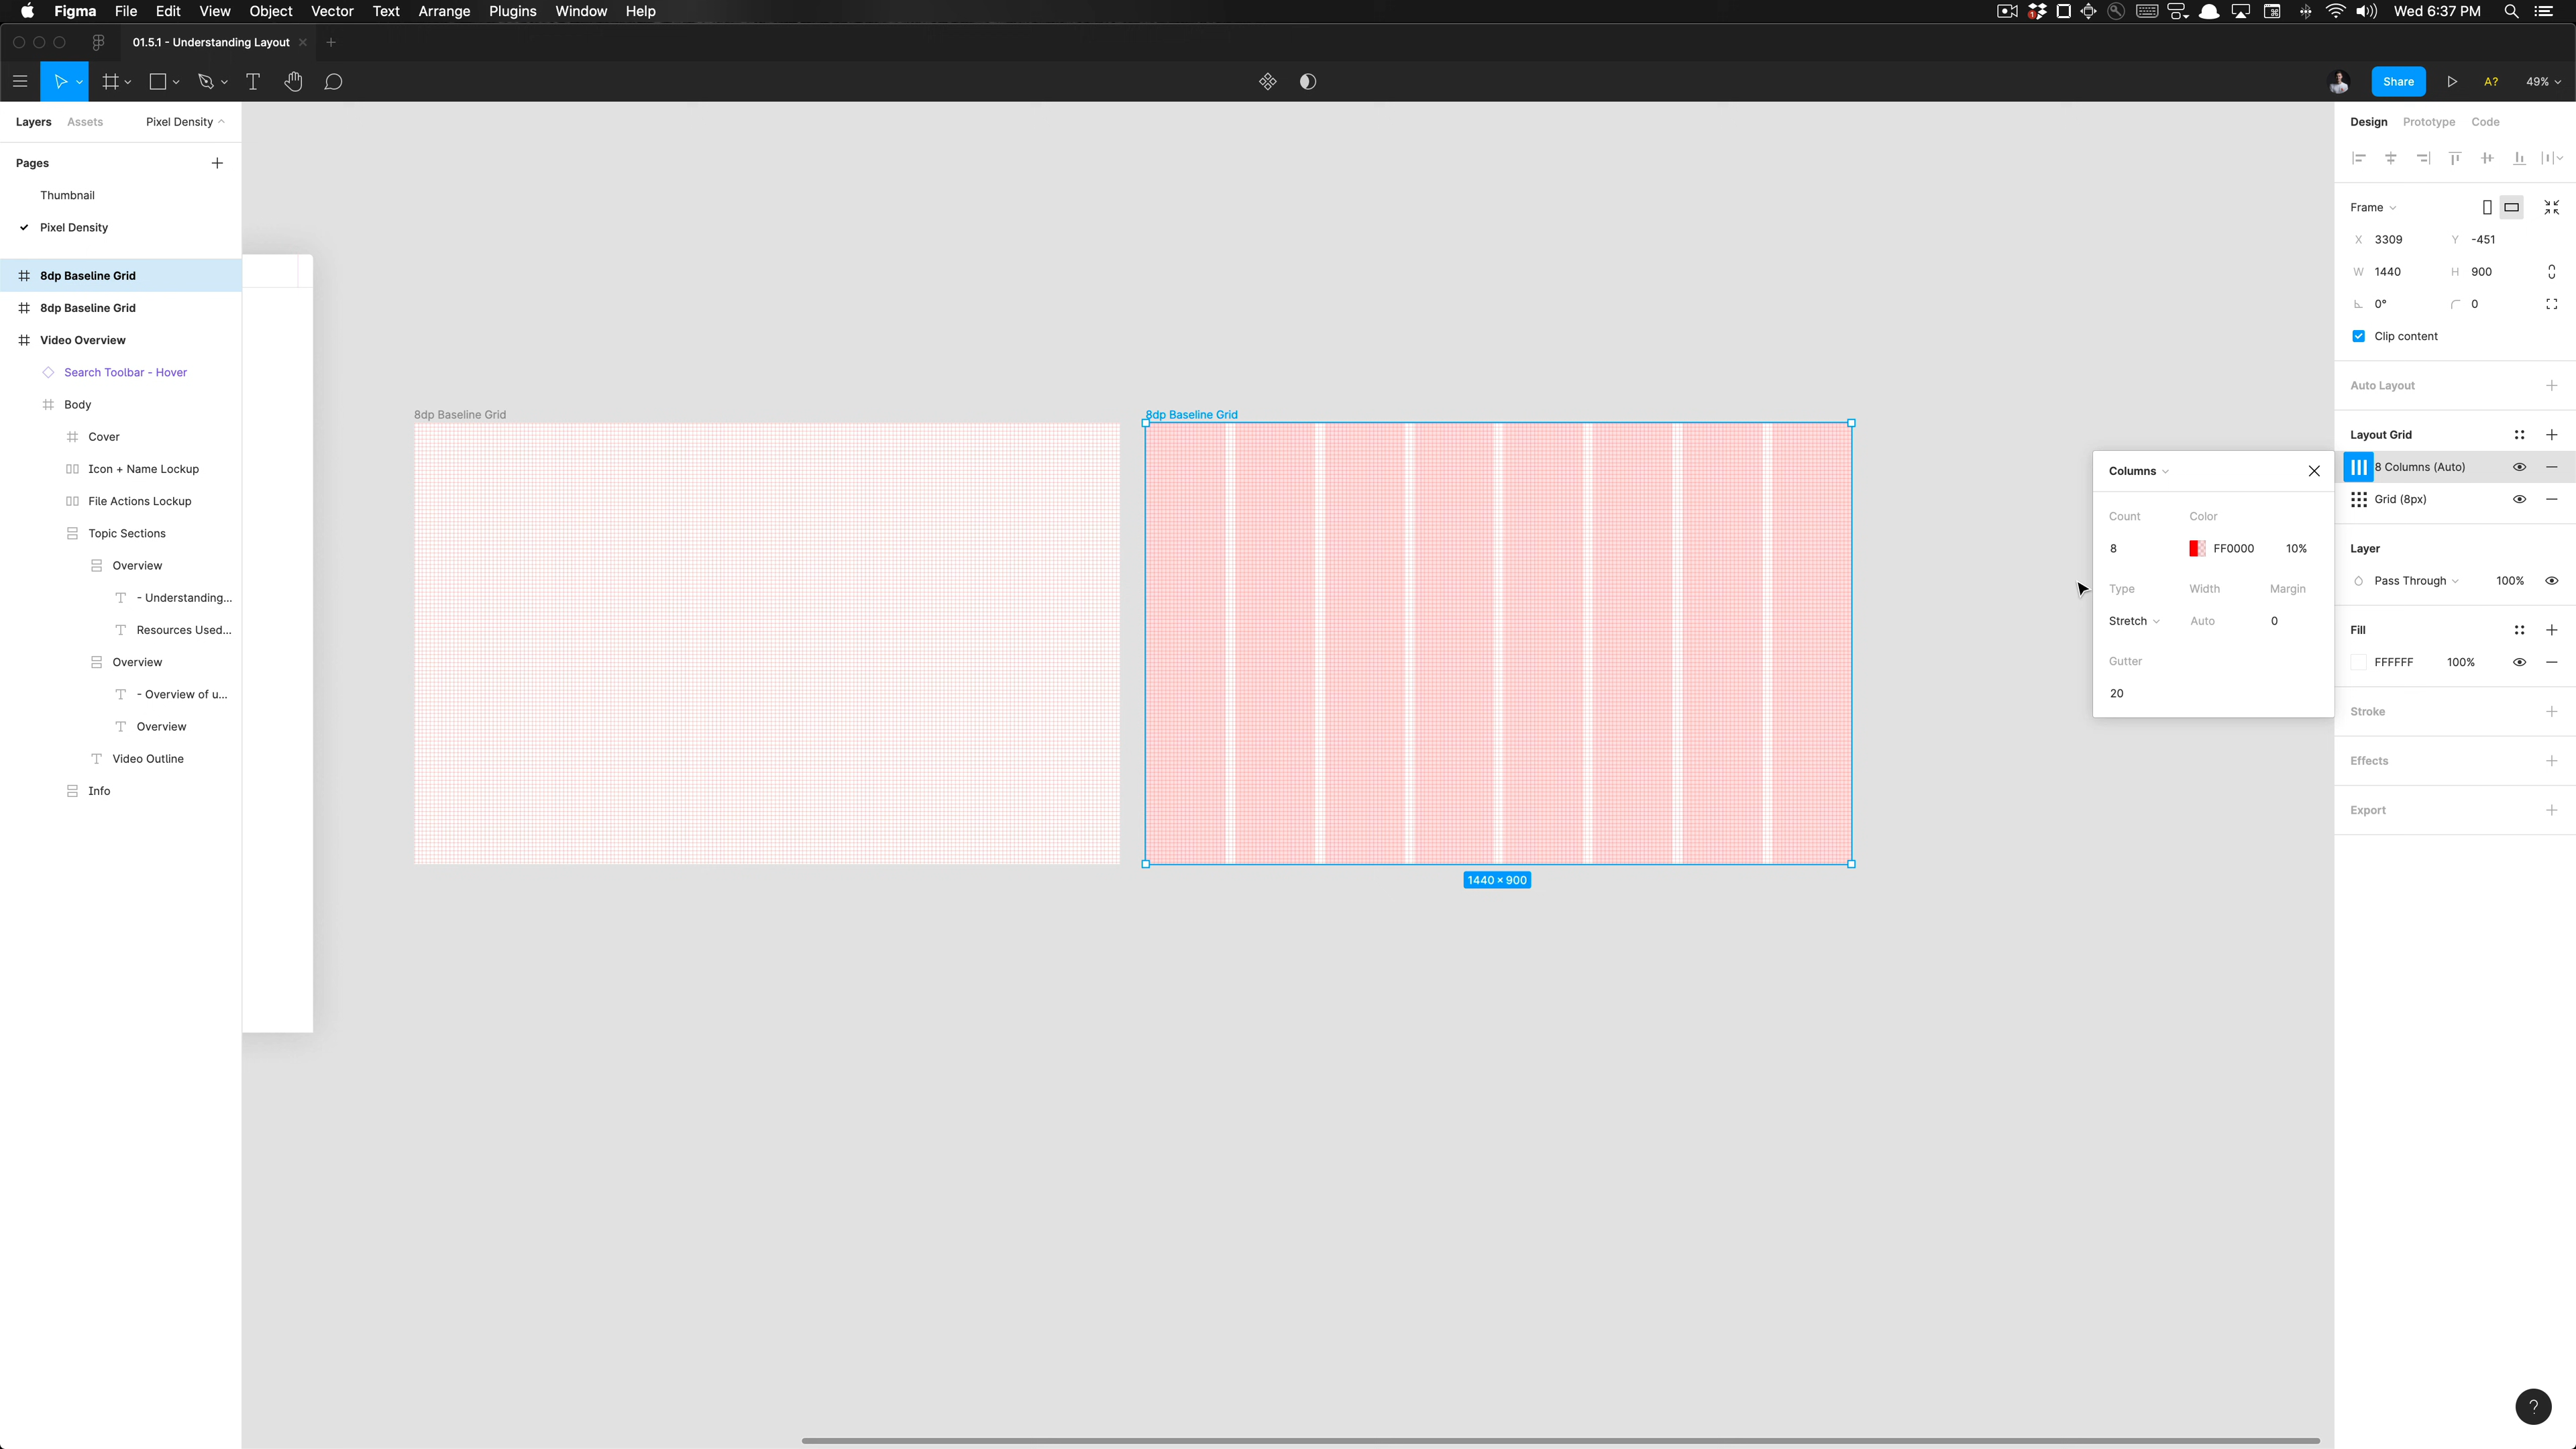 Figma File Edit View Object Vector Text Arrange Plugins Window Help Wed 6:37 PM
01.5.1 - Understanding Layout
Share A? 49%
Layers Assets Pixel Density
Pages
Thumbnail
Pixel Density
8dp Baseline Grid
8dp Baseline Grid
Video Overview
Search Toolbar - Hover
Body
Cover
Icon + Name Lockup
File Actions Lockup
Topic Sections
Overview
- Understanding...
Resources Used...
Overview
- Overview of u...
Overview
Video Outline
Info
8dp Baseline Grid
8dp Baseline Grid
1440 × 900
Columns
Count Color
8 FF0000 10%
Type Width Margin
Stretch Auto 0
Gutter
20
Design Prototype Code
Frame
X 3309 Y -451
W 1440 H 900
0° 0
Clip content
Auto Layout
Layout Grid
8 Columns (Auto)
Grid (8px)
Layer
Pass Through 100%
Fill
FFFFFF 100%
Stroke
Effects
Export
?